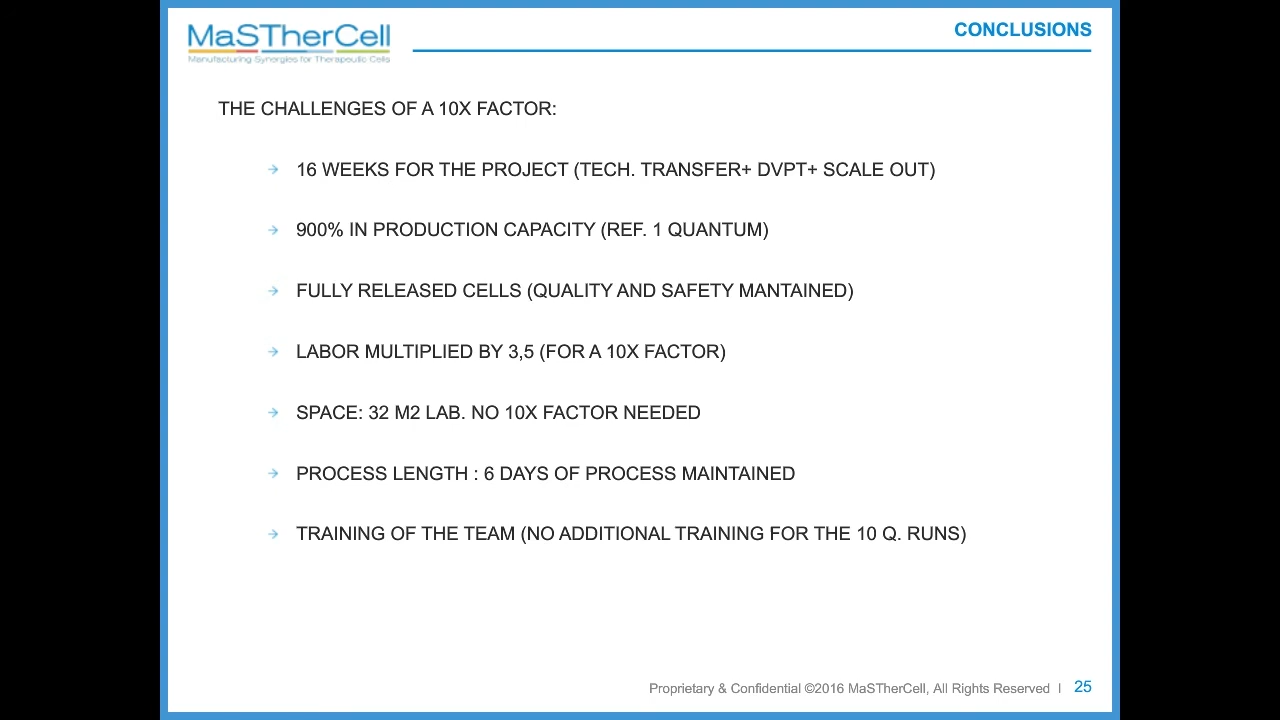 MaSTherCell
Manufacturing Synergies for Therapeutic Cells
CONCLUSIONS
THE CHALLENGES OF A 10X FACTOR:
16 WEEKS FOR THE PROJECT (TECH. TRANSFER+ DVPT+ SCALE OUT)
900% IN PRODUCTION CAPACITY (REF. 1 QUANTUM)
FULLY RELEASED CELLS (QUALITY AND SAFETY MANTAINED)
LABOR MULTIPLIED BY 3,5 (FOR A 10X FACTOR)
SPACE: 32 M2 LAB. NO 10X FACTOR NEEDED
PROCESS LENGTH : 6 DAYS OF PROCESS MAINTAINED
TRAINING OF THE TEAM (NO ADDITIONAL TRAINING FOR THE 10 Q. RUNS)
Proprietary & Confidential ©2016 MaSTherCell, All Rights Reserved I 25